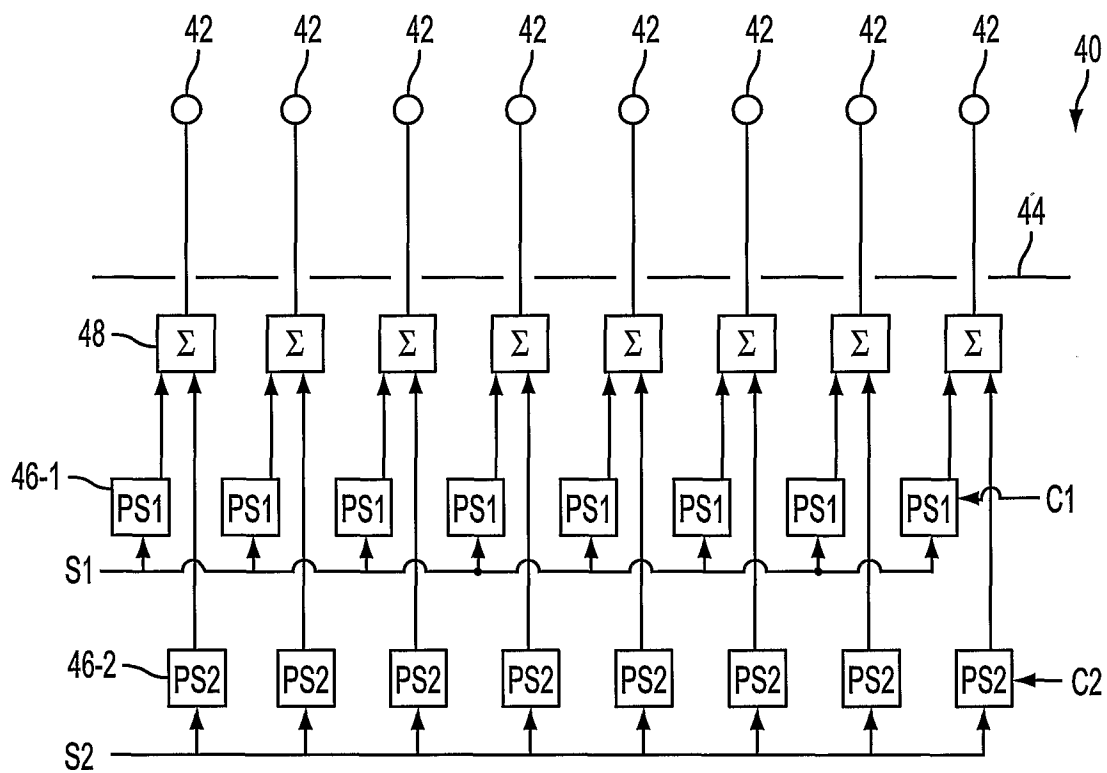 42 42 42 42 42 42 42 42
40
44
48 Σ Σ Σ Σ Σ Σ Σ Σ
46-1 PS1 PS1 PS1 PS1 PS1 PS1 PS1 PS1 C1
S1
46-2 PS2 PS2 PS2 PS2 PS2 PS2 PS2 PS2 C2
S2